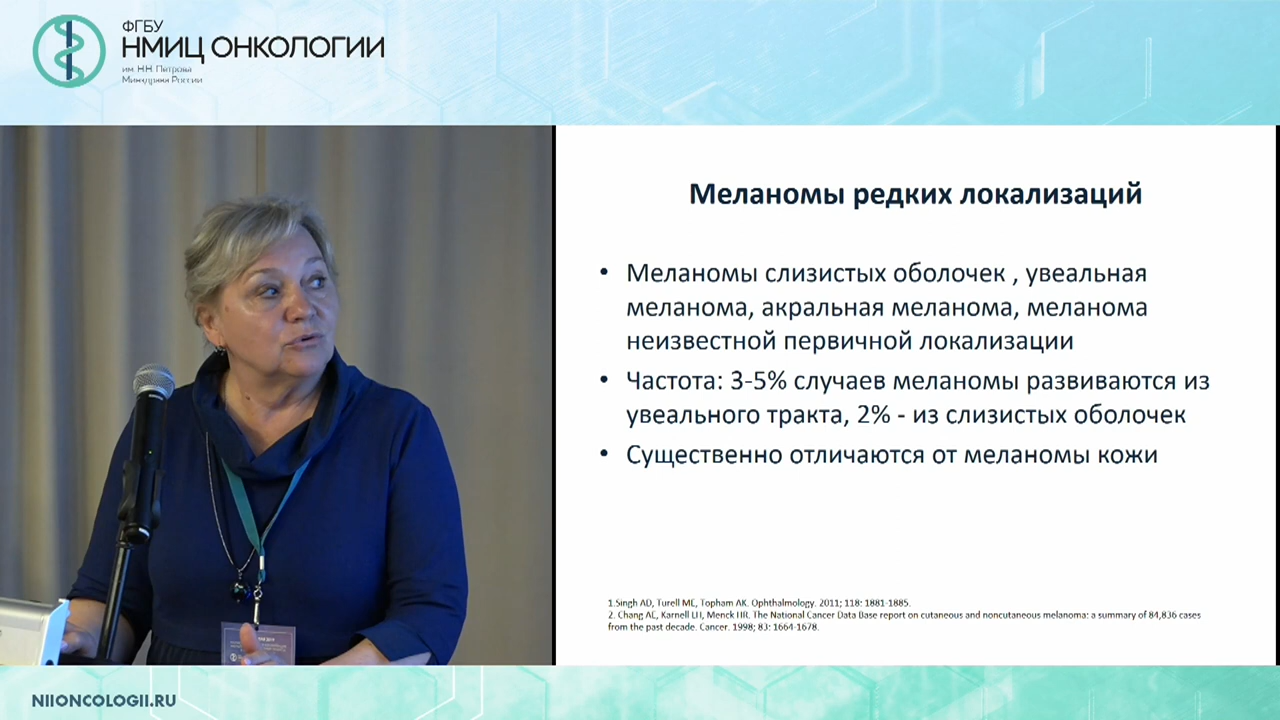 ФГБУ
НМИЦ ОНКОЛОГИИ
им. Н.Н. Петрова
Минздрава России
Меланомы редких локализаций
• Меланомы слизистых оболочек , увеальная
меланома, акральная меланома, меланома
неизвестной первичной локализации
• Частота: 3-5% случаев меланомы развиваются из
увеального тракта, 2% - из слизистых оболочек
• Существенно отличаются от меланомы кожи
1.Singh AD, Turell ME, Topham AK. Ophthalmology. 2011; 118: 1881-1885.
2. Chang AE, Karnell LH, Menck HR. The National Cancer Data Base report on cutaneous and noncutaneous melanoma: a summary of 84,836 cases
from the past decade. Cancer. 1998; 83: 1664-1678.
NIIONCOLOGII.RU